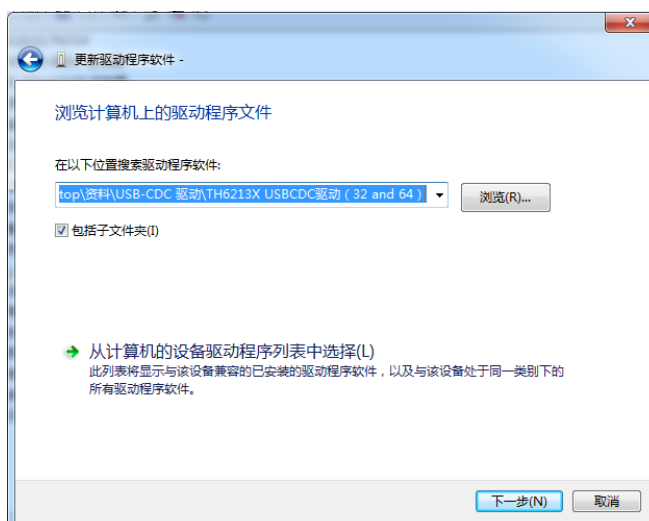 更新驱动程序软件 -
浏览计算机上的驱动程序文件
在以下位置搜索驱动程序软件:
top\资料\USB-CDC 驱动\TH6213X USBCDC驱动（32 and 64）
浏览(R)...
包括子文件夹(I)
从计算机的设备驱动程序列表中选择(L)
此列表将显示与该设备兼容的已安装的驱动程序软件，以及与该设备处于同一类别下的
所有驱动程序软件。
下一步(N)
取消